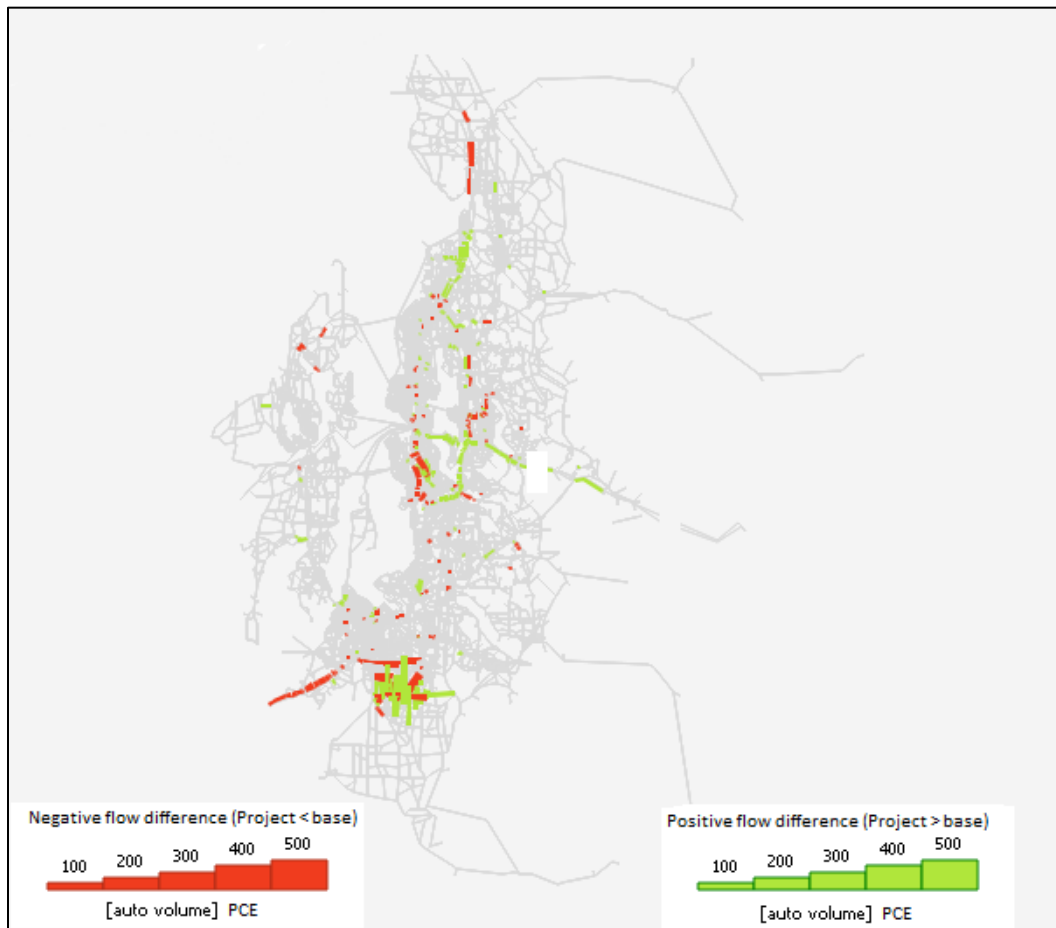 Negative flow difference (Project < base)
100 200 300 400 500
[auto volume] PCE
Positive flow difference (Project > base)
100 200 300 400 500
[auto volume] PCE